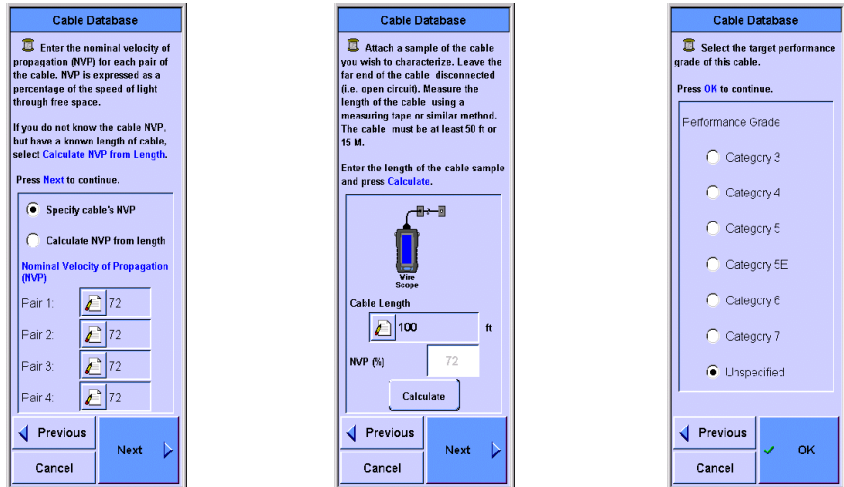 Cable Database
Enter the nominal velocity of
propagation (NVP) for each pair of
the cable. NVP is expressed as a
percentage of the speed of light
through free space.
If you do not know the cable NVP,
but have a known length of cable,
select Calculate NVP from Length.
Press Next to continue.
Specify cable's NVP
Calculate NVP from length
Nominal Velocity of Propagation
(NVP)
Pair 1: 72
Pair 2: 72
Pair 3: 72
Pair 4: 72
Previous
Next
Cancel
Cable Database
Attach a sample of the cable
you wish to characterize. Leave the
far end of the cable disconnected
(i.e. open circuit). Measure the
length of the cable using a
measuring tape or similar method.
The cable must be at least 50 ft or
15 M.
Enter the length of the cable sample
and press Calculate.
Wire
Scope
Cable Length
100 ft
NVP (%) 72
Calculate
Previous
Next
Cancel
Cable Database
Select the target performance
grade of this cable.
Press OK to continue.
Performance Grade
Category 3
Category 4
Category 5
Category 5E
Category 6
Category 7
Unspecified
Previous
OK
Cancel